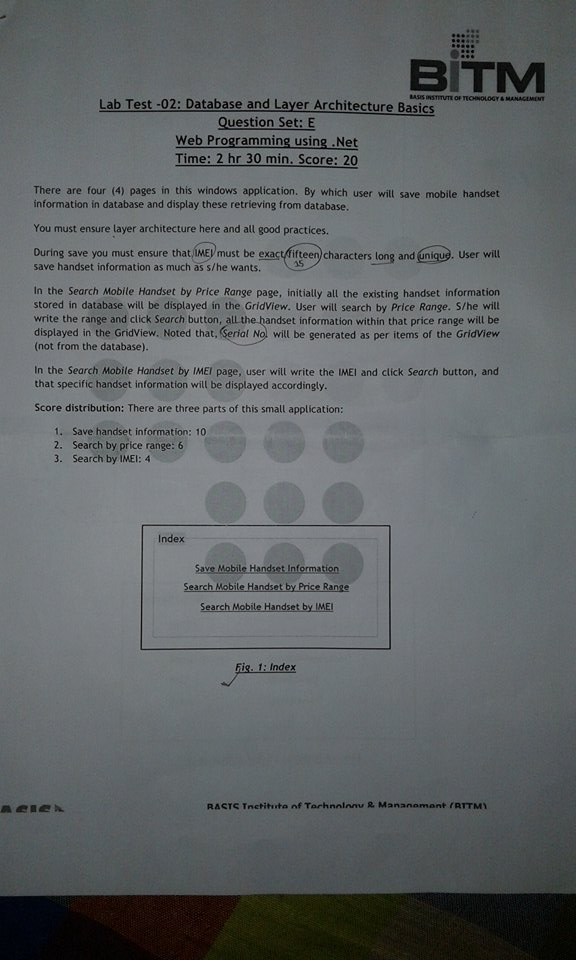 BiTM
BASIS INSTITUTE OF TECHNOLOGY & MANAGEMENT
Lab Test -02: Database and Layer Architecture Basics
Question Set: E
Web Programming using .Net
Time: 2 hr 30 min. Score: 20
There are four (4) pages in this windows application. By which user will save mobile handset
information in database and display these retrieving from database.
You must ensure layer architecture here and all good practices.
During save you must ensure that IMEI must be exact fifteen characters long and unique. User will
15
save handset information as much as s/he wants.
In the Search Mobile Handset by Price Range page, initially all the existing handset information
stored in database will be displayed in the GridView. User will search by Price Range. S/he will
write the range and click Search button, all the handset information within that price range will be
displayed in the GridView. Noted that, Serial No will be generated as per items of the GridView
(not from the database).
In the Search Mobile Handset by IMEI page, user will write the IMEI and click Search button, and
that specific handset information will be displayed accordingly.
Score distribution: There are three parts of this small application:
1. Save handset information: 10
2. Search by price range: 6
3. Search by IMEI: 4
Index
Save Mobile Handset Information
Search Mobile Handset by Price Range
Search Mobile Handset by IMEI
Fig. 1: Index
BASIS Institute of Technology & Management (BITM)